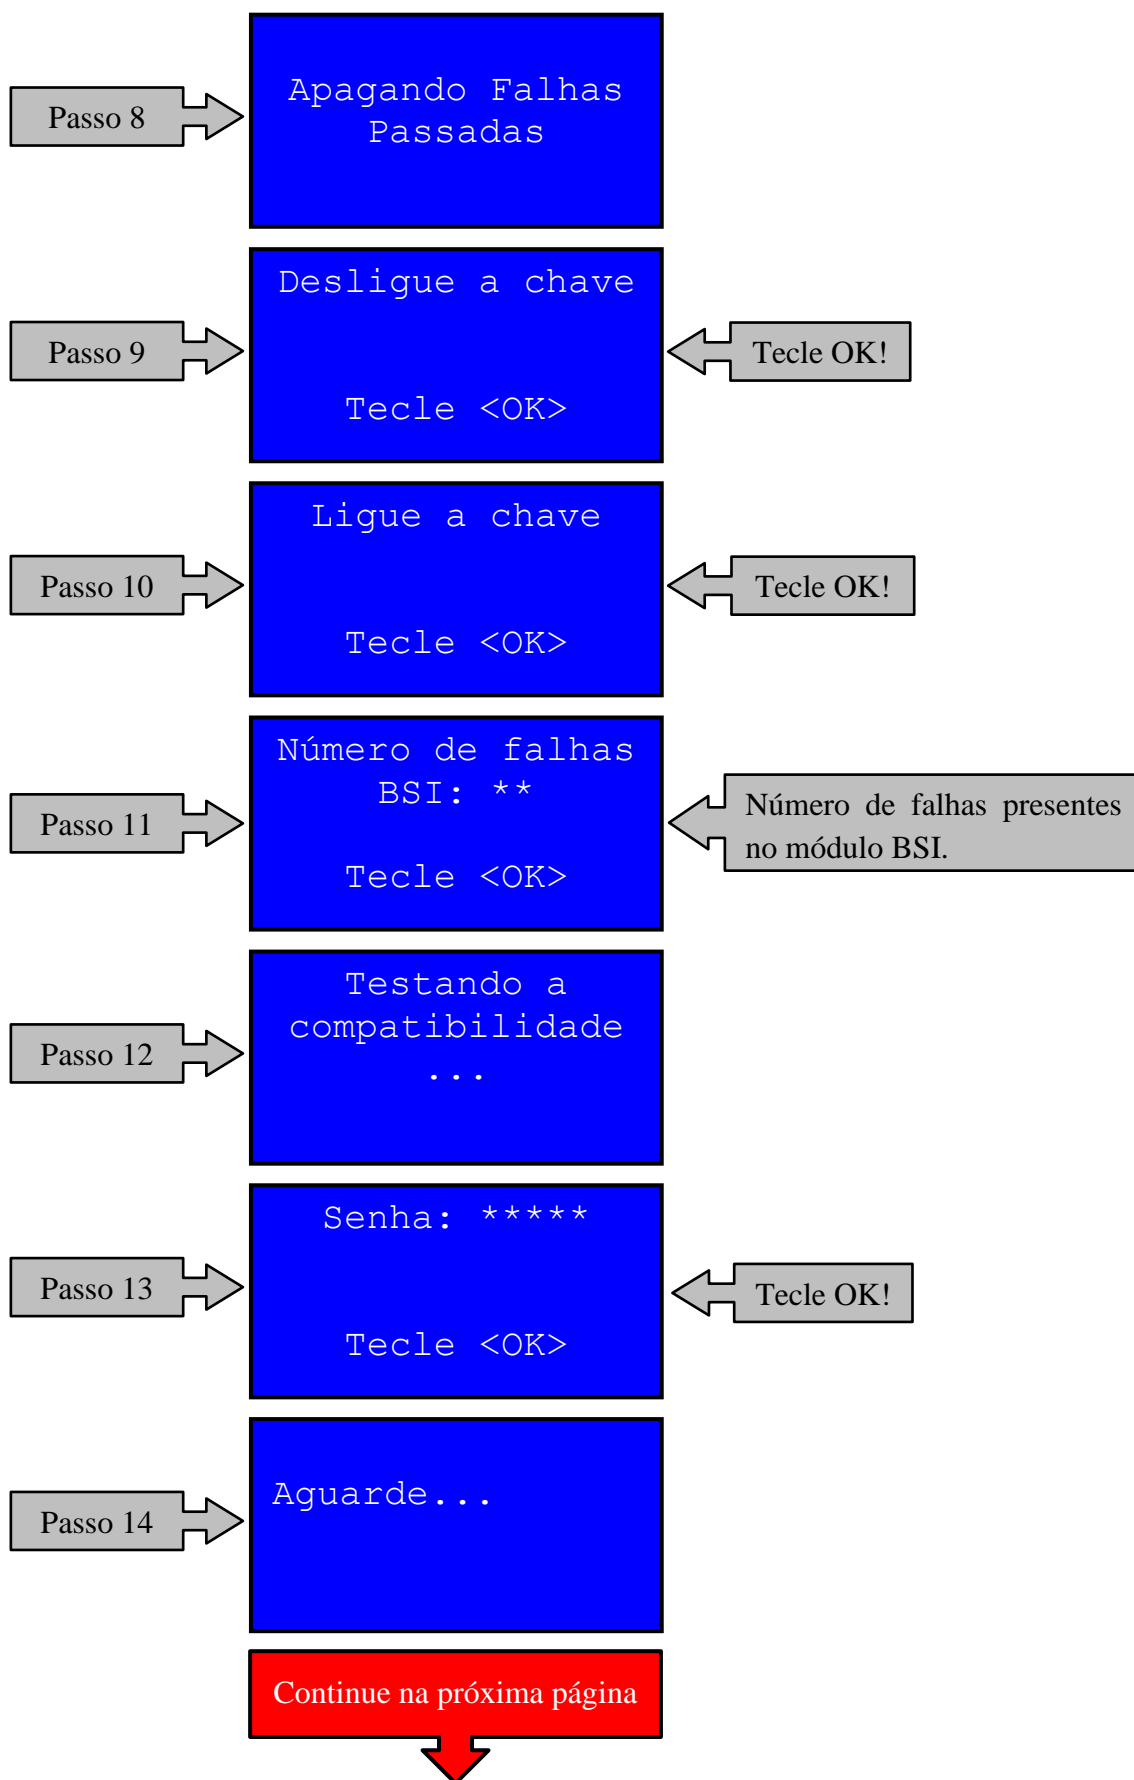 Passo 8
Apagando Falhas
Passadas
Passo 9
Desligue a chave
Tecle <OK>
Tecle OK!
Passo 10
Ligue a chave
Tecle <OK>
Tecle OK!
Passo 11
Número de falhas
BSI: **
Tecle <OK>
Número de falhas presentes
no módulo BSI.
Passo 12
Testando a
compatibilidade
...
Passo 13
Senha: *****
Tecle <OK>
Tecle OK!
Passo 14
Aguarde...
Continue na próxima página